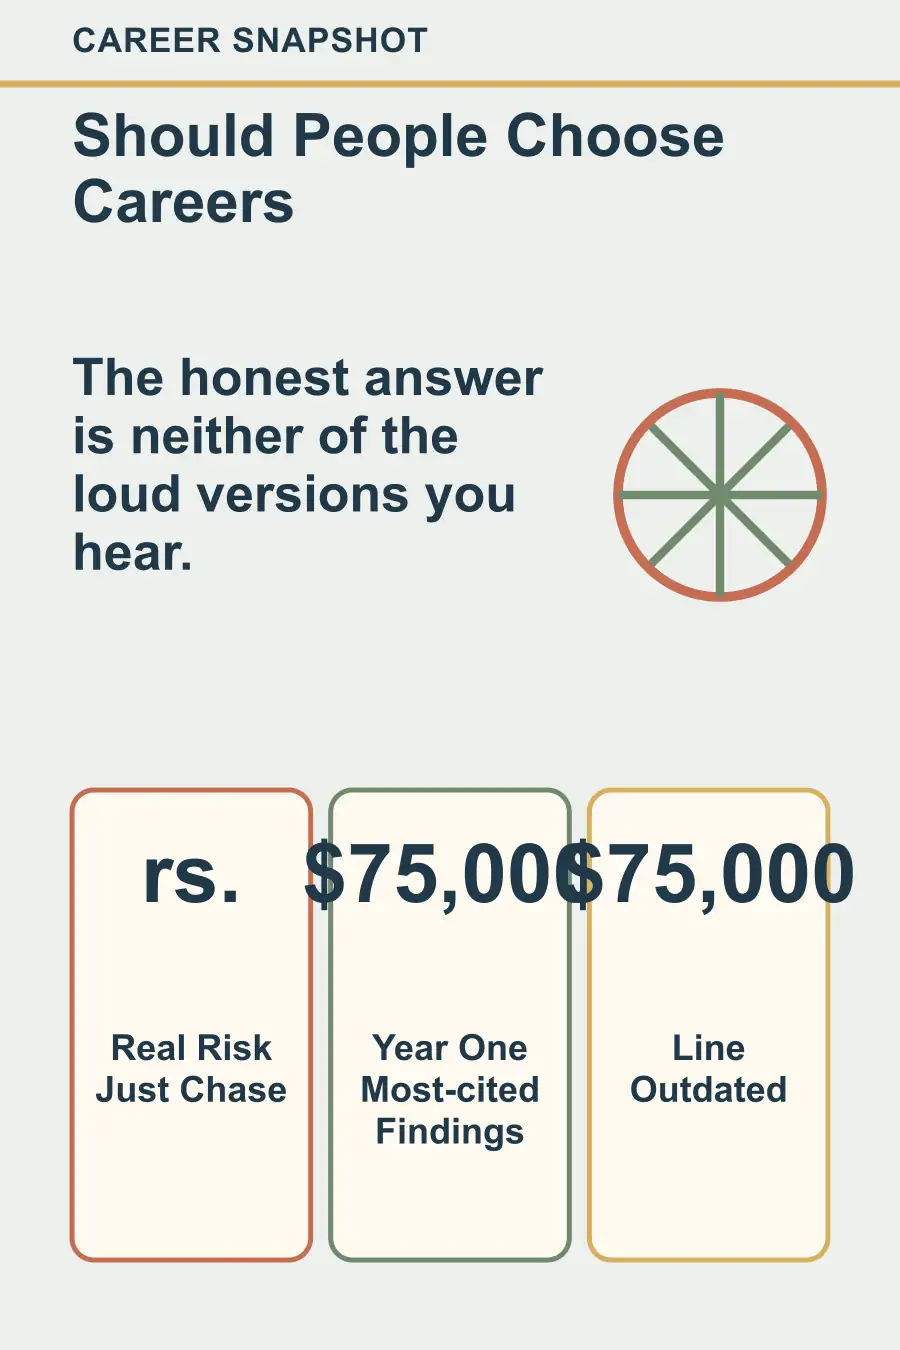 CAREER SNAPSHOT
Should People Choose
Careers
The honest answer
is neither of the
loud versions you
hear.
rs.
$75,000
$75,000
Real Risk
Just Chase
Year One
Most-cited
Findings
Line
Outdated